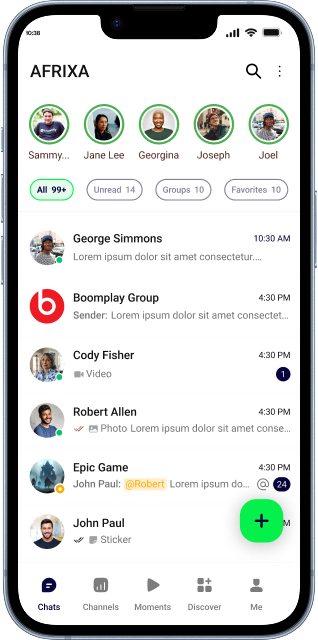 10:38
AFRIXA
Sammy... Jane Lee Georgina Joseph Joel
All 99+ Unread 14 Groups 10 Favorites 10
George Simmons 10:30 AM
Lorem ipsum dolor sit amet consectetur....
Boomplay Group 4:30 PM
Sender: Lorem ipsum dolor sit amet consectet...
Cody Fisher 4:30 PM
Video 1
Robert Allen 4:30 PM
Photo Lorem ipsum dolor sit amet conse...
Epic Game 4:30 PM
John Paul: @Robert Lorem ipsum do... @ 24
John Paul M
Sticker
Chats Channels Moments Discover Me